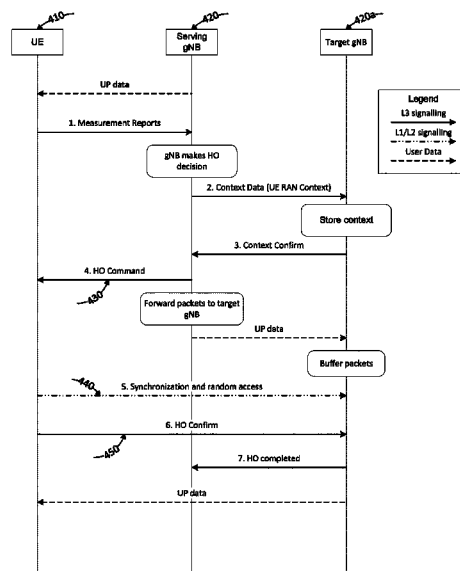 410
420
420a
UE
Serving
gNB
Target gNB
UP data
Legend
L3 signalling
L1/L2 signalling
User Data
1. Measurement Reports
gNB makes HO
decision
2. Context Data (UE RAN Context)
Store context
3. Context Confirm
4. HO Command
430
Forward packets to target
gNB
UP data
Buffer packets
440
5. Synchronization and random access
6. HO Confirm
450
7. HO completed
UP data